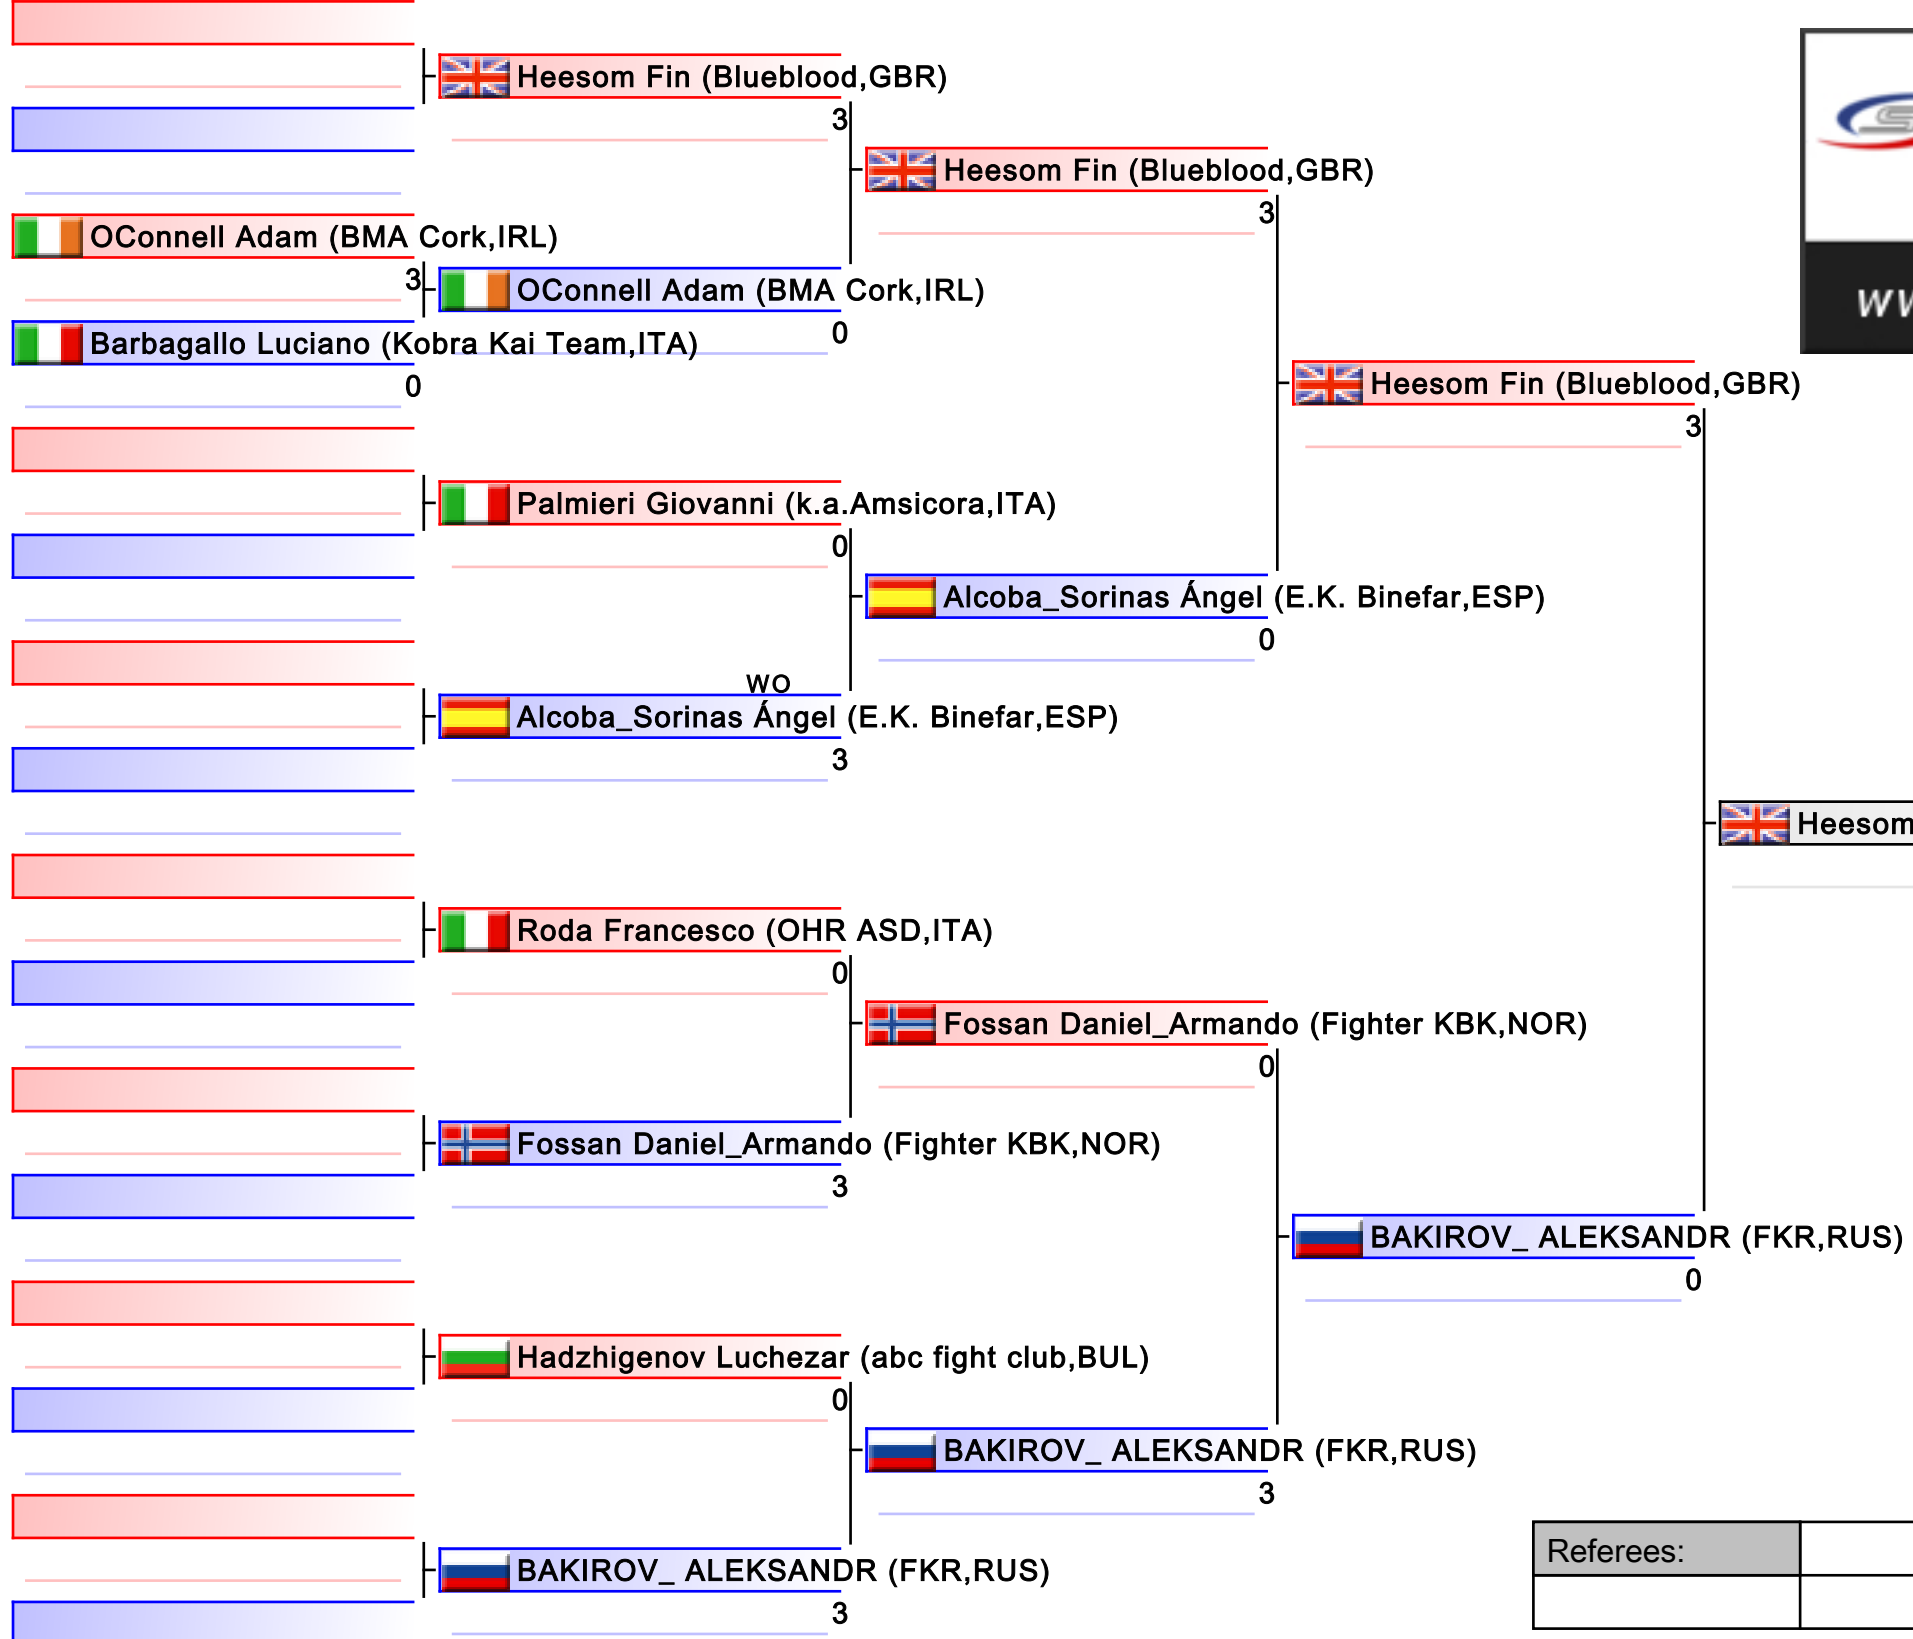 Heesom Fin (Blueblood,GBR)
3
Heesom Fin (Blueblood,GBR)
3
OConnell Adam (BMA Cork,IRL)
3
OConnell Adam (BMA Cork,IRL)
0
Barbagallo Luciano (Kobra Kai Team,ITA)
0
Heesom Fin (Blueblood,GBR)
3
Palmieri Giovanni (k.a.Amsicora,ITA)
0
Alcoba_Sorinas Ángel (E.K. Binefar,ESP)
0
WO
Alcoba_Sorinas Ángel (E.K. Binefar,ESP)
3
Heesom
Roda Francesco (OHR ASD,ITA)
0
Fossan Daniel_Armando (Fighter KBK,NOR)
0
Fossan Daniel_Armando (Fighter KBK,NOR)
3
BAKIROV_ ALEKSANDR (FKR,RUS)
0
Hadzhigenov Luchezar (abc fight club,BUL)
0
BAKIROV_ ALEKSANDR (FKR,RUS)
3
BAKIROV_ ALEKSANDR (FKR,RUS)
3
Referees: